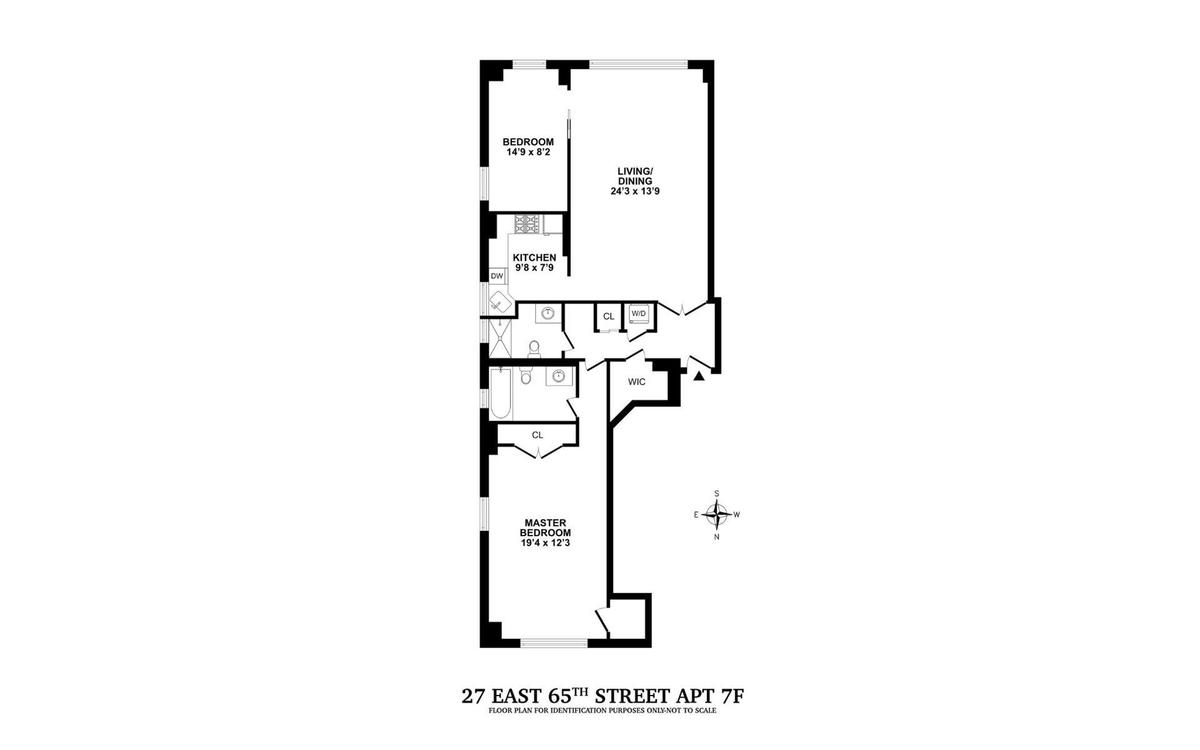 BEDROOM
14'9 x 8'2
LIVING/
DINING
24'3 x 13'9
KITCHEN
9'8 x 7'9
DW
CL
W/D
WIC
CL
MASTER
BEDROOM
19'4 x 12'3
S
E W
N
27 EAST 65TH STREET APT 7F
FLOOR PLAN FOR IDENTIFICATION PURPOSES ONLY-NOT TO SCALE